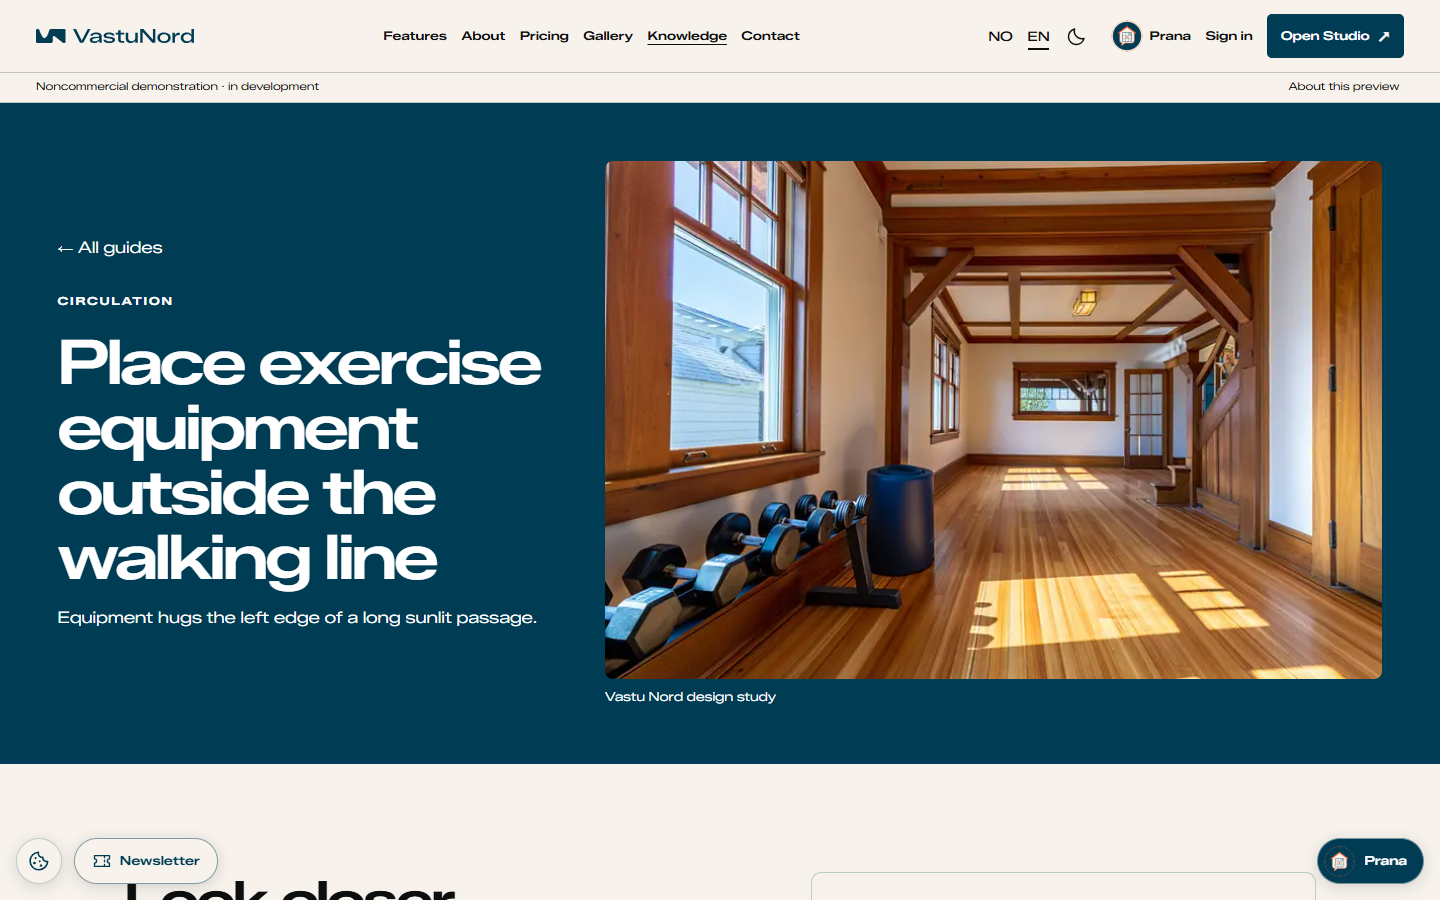 VastuNord
Features About Pricing Gallery Knowledge Contact
NO EN
Prana Sign in Open Studio ↗
Noncommercial demonstration · in development
About this preview
← All guides
CIRCULATION
Place exercise
equipment
outside the
walking line
Equipment hugs the left edge of a long sunlit passage.
Vastu Nord design study
Newsletter
Prana
Look closer